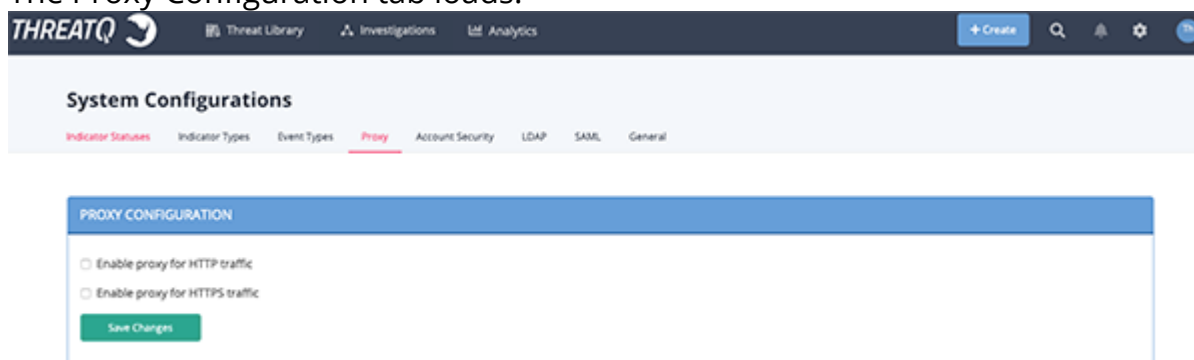 The Proxy Configuration tab loads.
THREATQ Threat Library Investigations Analytics + Create
System Configurations
Indicator Statuses Indicator Types Event Types Proxy Account Security LDAP SAML General
PROXY CONFIGURATION
Enable proxy for HTTP traffic
Enable proxy for HTTPS traffic
Save Changes